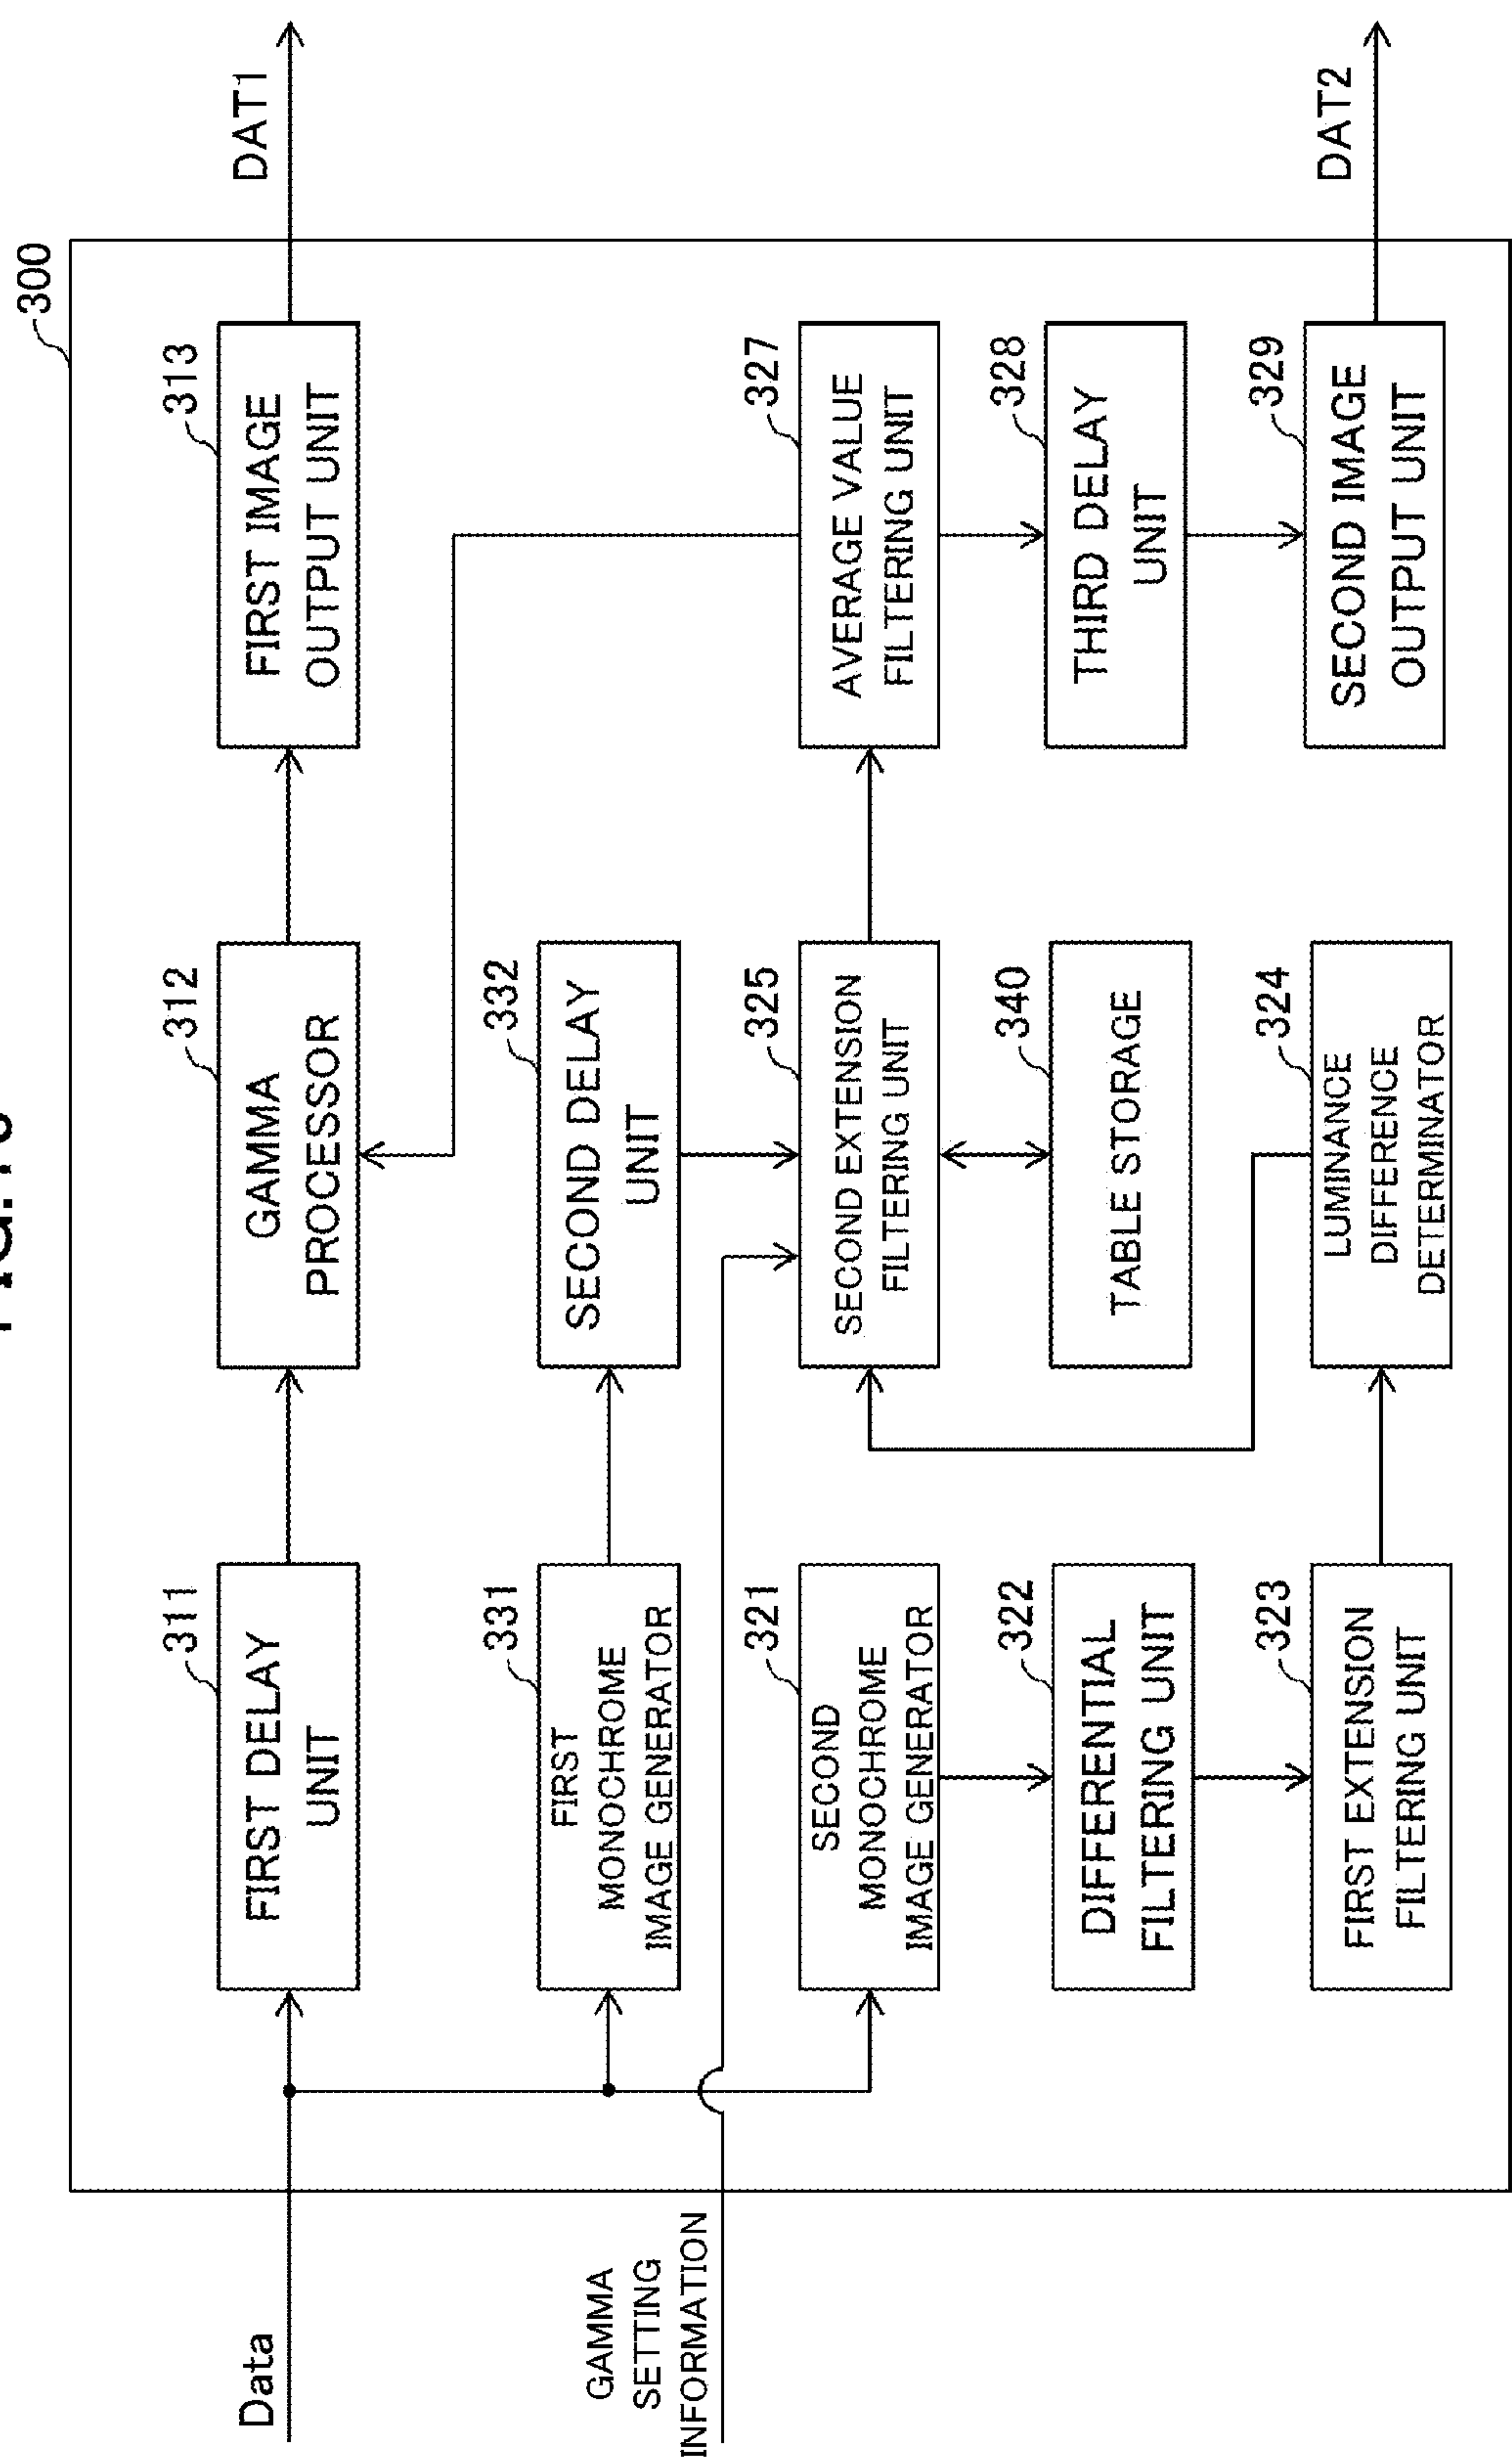 300
Data
GAMMA
SETTING
INFORMATION
311
FIRST DELAY
UNIT
312
GAMMA
PROCESSOR
313
FIRST IMAGE
OUTPUT UNIT
DAT1
331
FIRST
MONOCHROME
IMAGE GENERATOR
332
SECOND DELAY
UNIT
321
SECOND
MONOCHROME
IMAGE GENERATOR
325
SECOND EXTENSION
FILTERING UNIT
327
AVERAGE VALUE
FILTERING UNIT
322
DIFFERENTIAL
FILTERING UNIT
340
TABLE STORAGE
328
THIRD DELAY
UNIT
323
FIRST EXTENSION
FILTERING UNIT
324
LUMINANCE
DIFFERENCE
DETERMINATOR
329
SECOND IMAGE
OUTPUT UNIT
DAT2